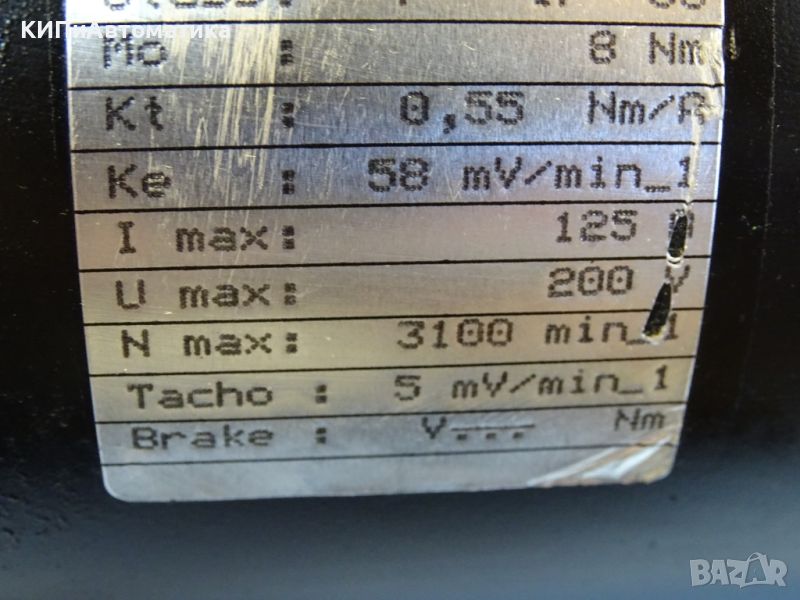 КИПиАвтоматика
Mo : 8 Nm
Kt : 0,55 Nm/A
Ke : 58 mV/min_1
I max: 125 A
U max: 200 V
N max: 3100 min_1
Tacho : 5 mV/min_1
Brake : V--- Nm
BAZAR